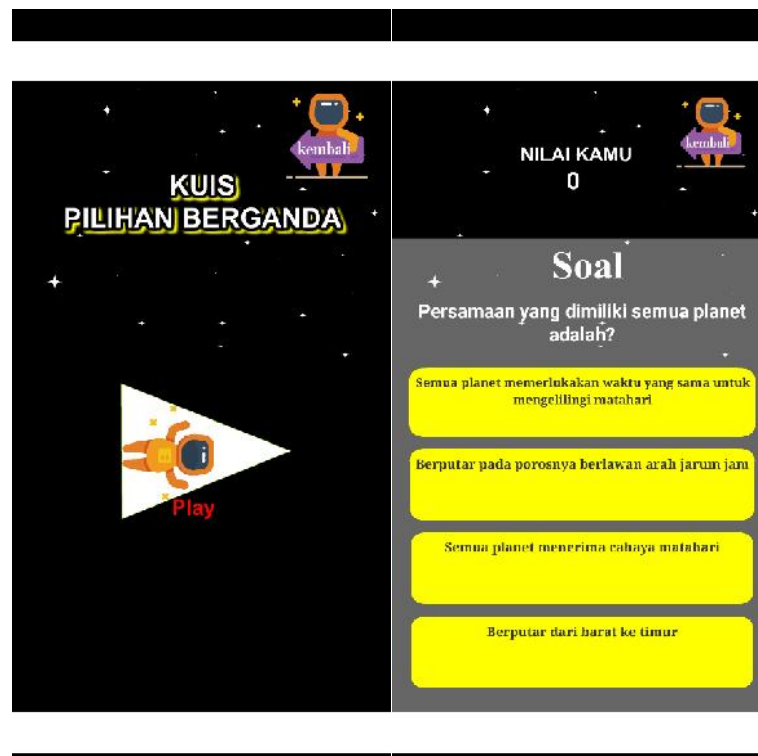 kembali
KUIS
PILIHAN BERGANDA
Play
kembali
NILAI KAMU
0
Soal
Persamaan yang dimiliki semua planet
adalah?
Semua planet memerlukakan waktu yang sama untuk
mengelilingi matahari
Berputar pada porosnya berlawan arah jarum jam
Semua planet menerima cahaya matahari
Berputar dari barat ke timur